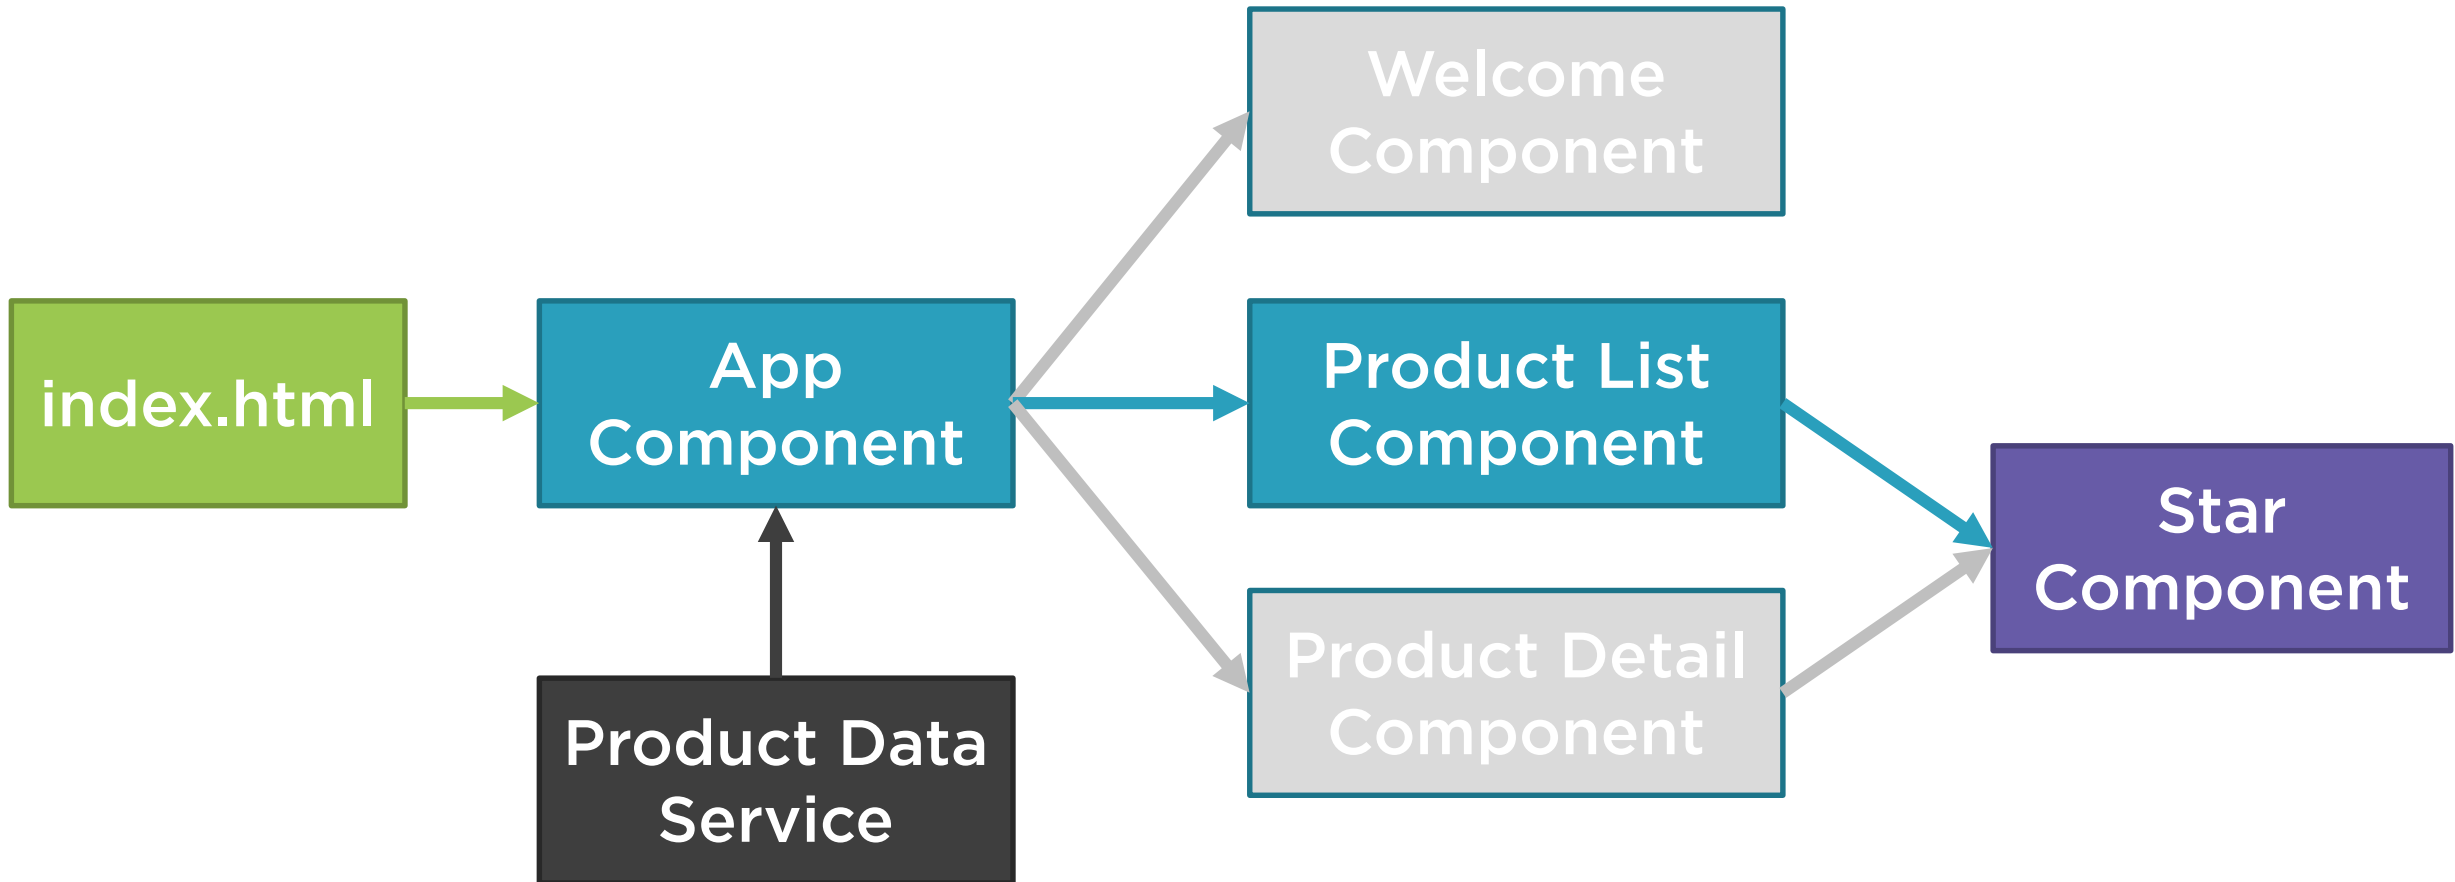 Welcome
Component
index.html
App
Component
Product List
Component
Star
Component
Product Data
Service
Product Detail
Component